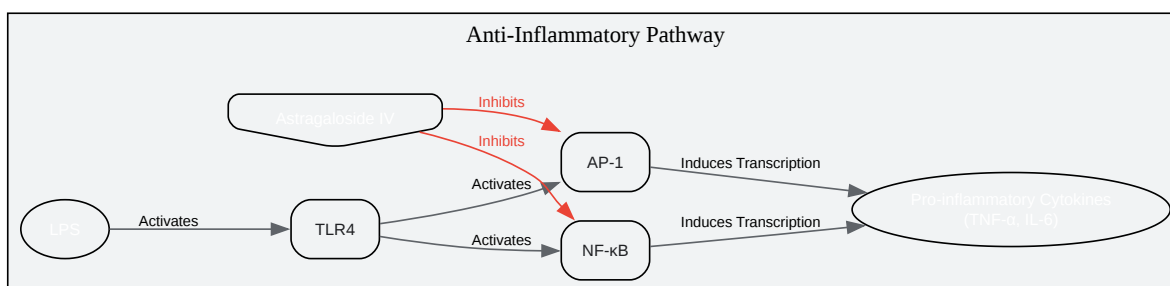 Anti-Inflammatory Pathway
Astragaloside IV
Inhibits
Inhibits
AP-1
Induces Transcription
Activates
Pro-inflammatory Cytokines
(TNF-α, IL-6)
LPS
Activates
TLR4
Activates
NF-κB
Induces Transcription